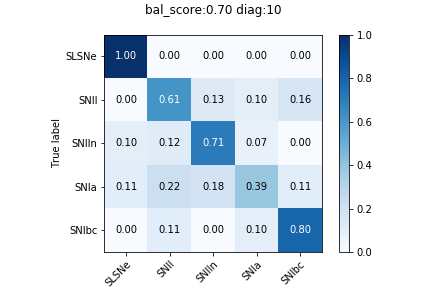 bal_score:0.70 diag:10
SLSNe 1.00 0.00 0.00 0.00 0.00
SNII 0.00 0.61 0.13 0.10 0.16
SNIIn 0.10 0.12 0.71 0.07 0.00
SNIa 0.11 0.22 0.18 0.39 0.11
SNIbc 0.00 0.11 0.00 0.10 0.80
SLSNe SNII SNIIn SNIa SNIbc
True label
1.0
0.8
0.6
0.4
0.2
0.0